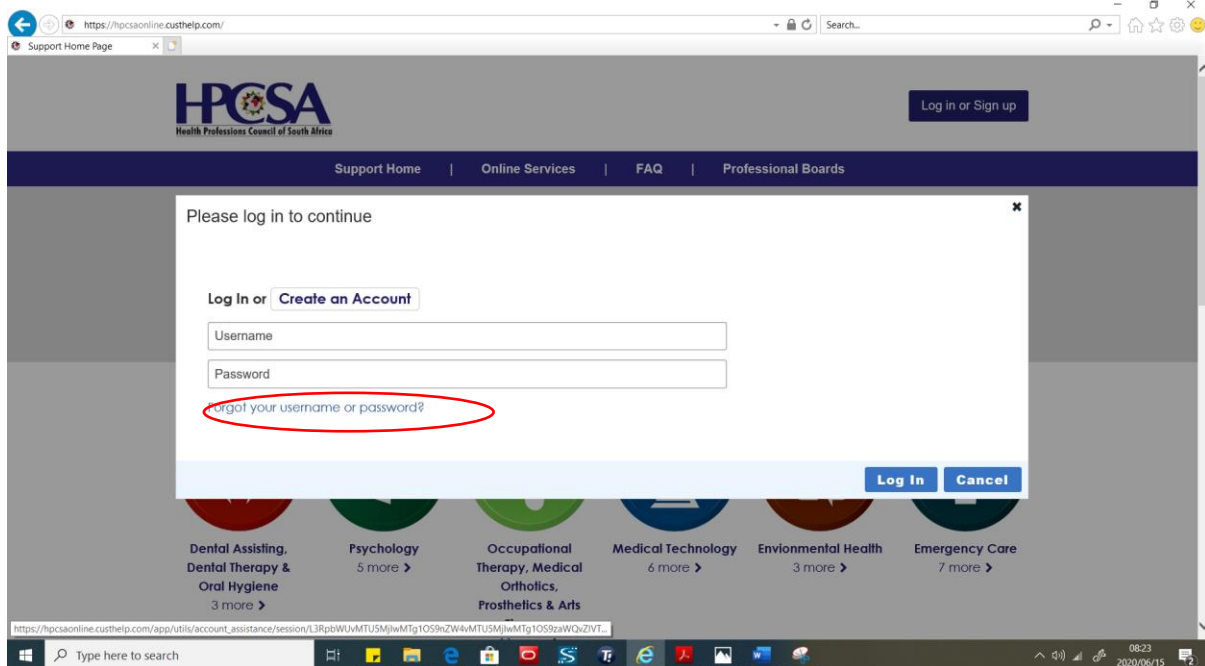 https://hpcsaonline.custhelp.com/
Search...
Support Home Page
HPCSA
Health Professions Council of South Africa
Log in or Sign up
Support Home | Online Services | FAQ | Professional Boards
Please log in to continue
Log In or Create an Account
Username
Password
Forgot your username or password?
Log In Cancel
Dental Assisting,
Dental Therapy &
Oral Hygiene
3 more >
Psychology
5 more >
Occupational
Therapy, Medical
Orthotics,
Prosthetics & Arts
Medical Technology
6 more >
Envionmental Health
3 more >
Emergency Care
7 more >
Type here to search
08:23
2020/06/15